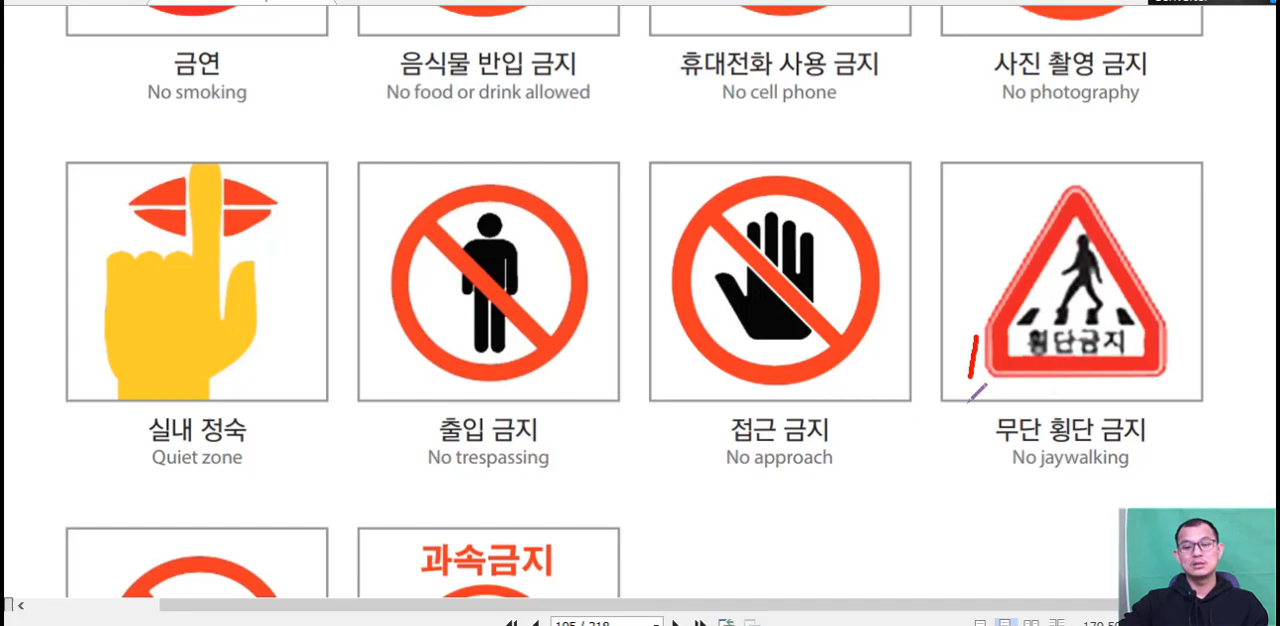 금연 음식물 반입 금지 휴대전화 사용 금지 사진 촬영 금지
No smoking No food or drink allowed No cell phone No photography
횡단금지
실내 정숙 출입 금지 접근 금지 무단 횡단 금지
Quiet zone No trespassing No approach No jaywalking
과속금지
105 / 218